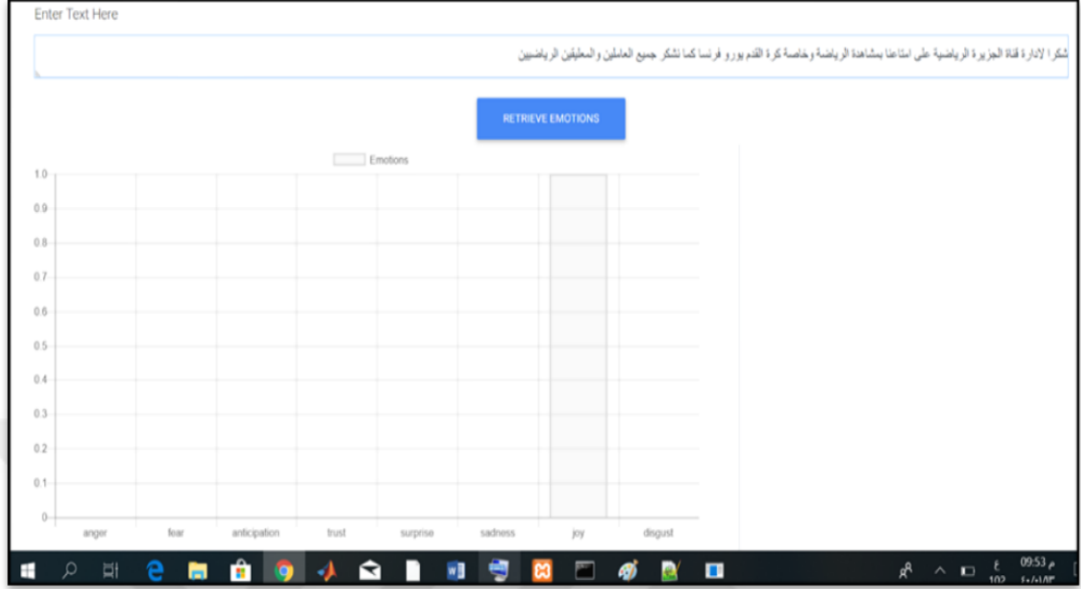 Enter Text Here
شكرا لادارة قناة الجزيرة الرياضية على امتاعنا بمشاهدة الرياضة وخاصة كرة القدم يورو فرنسا كما نشكر جميع العاملين والمعليقين الرياضيين
RETRIEVE EMOTIONS
Emotions
1.0
0.9
0.8
0.7
0.6
0.5
0.4
0.3
0.2
0.1
0
anger fear anticipation trust surprise sadness joy disgust
09:53 م
ع
102